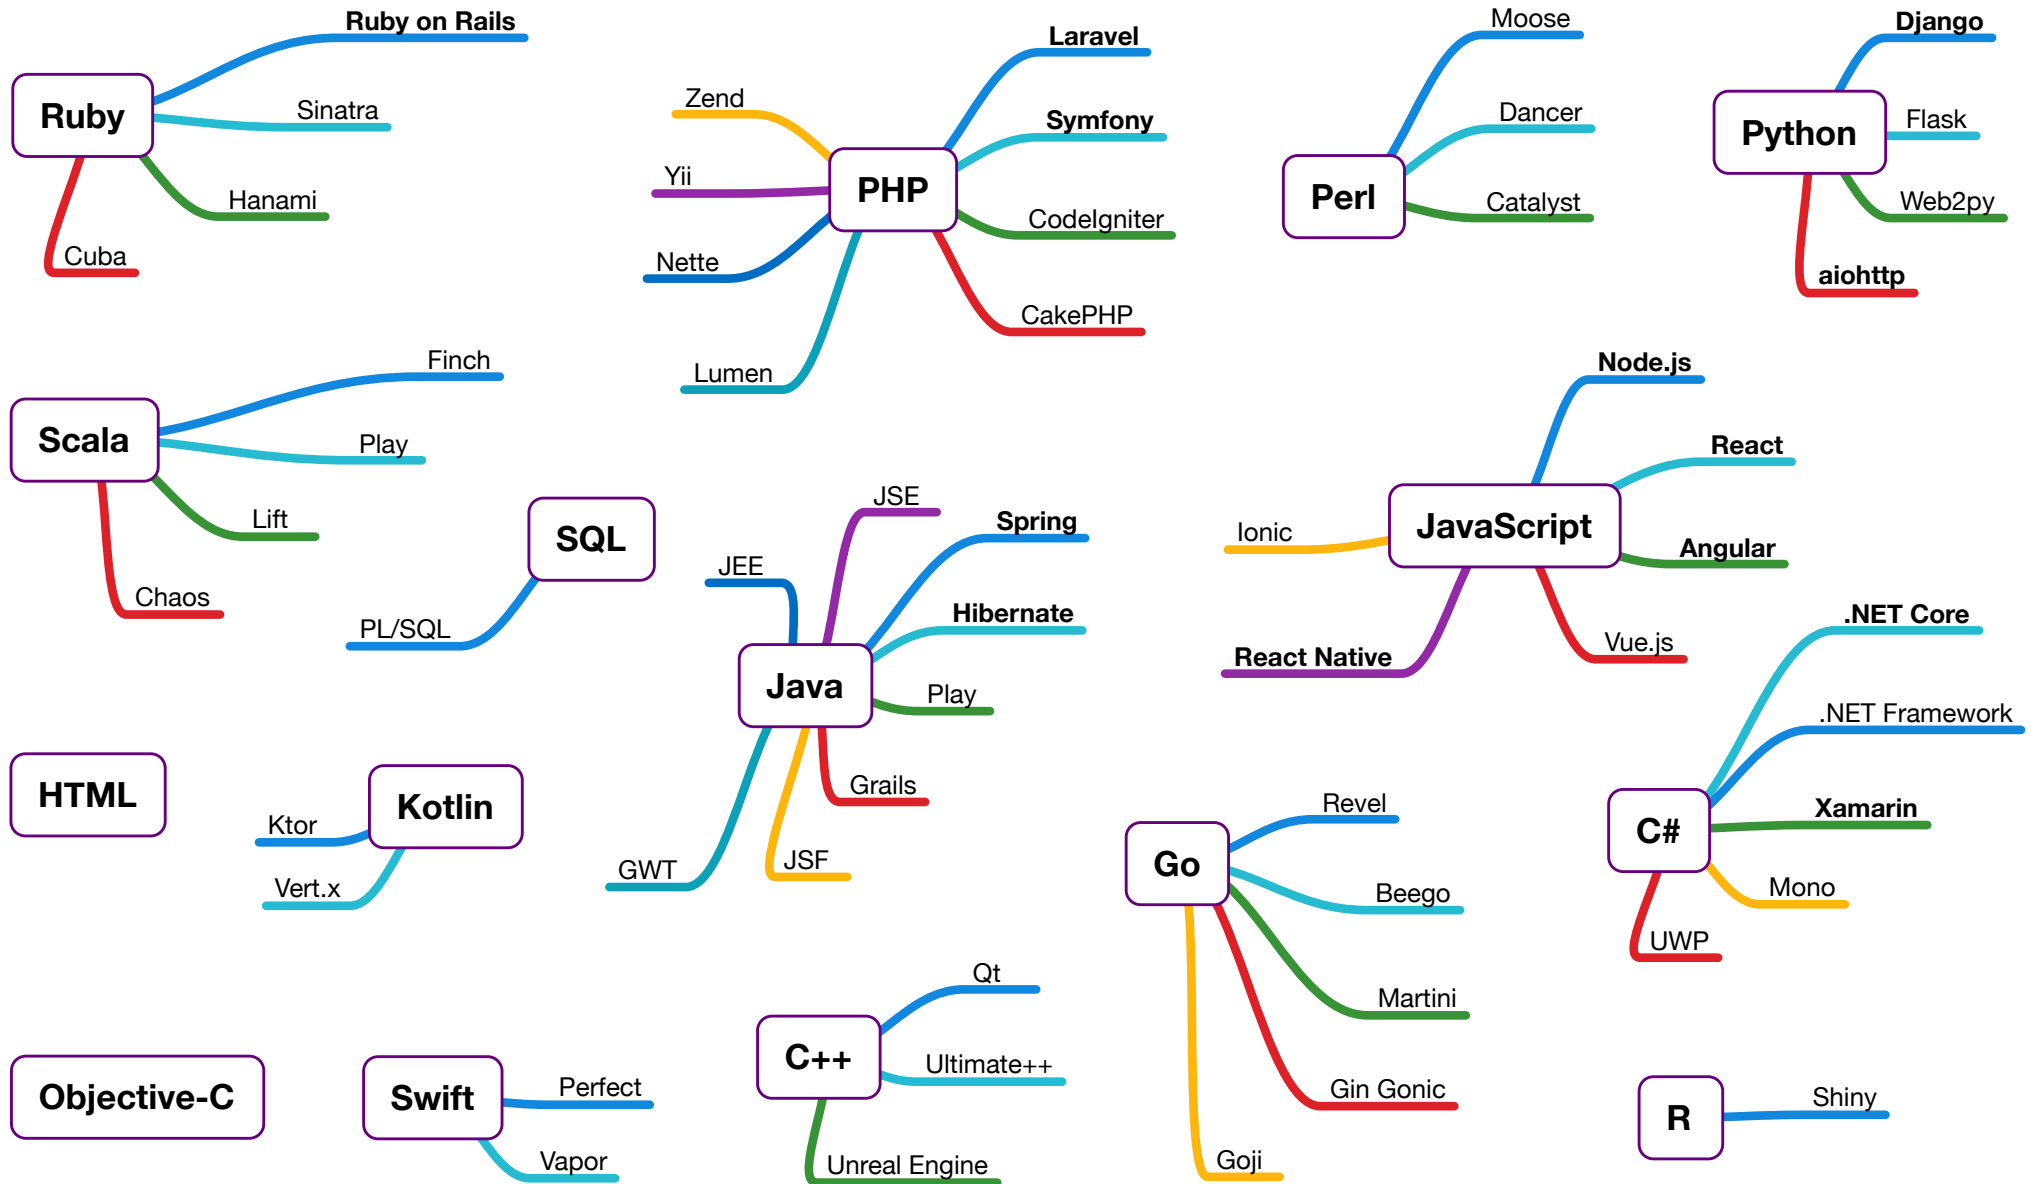 Ruby
Ruby on Rails
Sinatra
Hanami
Cuba
PHP
Laravel
Symfony
CodeIgniter
CakePHP
Zend
Yii
Nette
Lumen
Perl
Moose
Dancer
Catalyst
Python
Django
Flask
Web2py
aiohttp
Scala
Finch
Play
Lift
Chaos
SQL
PL/SQL
Java
JSE
JEE
Spring
Hibernate
Play
Grails
JSF
GWT
JavaScript
Node.js
React
Angular
Vue.js
Ionic
React Native
C#
.NET Core
.NET Framework
Xamarin
Mono
UWP
HTML
Kotlin
Ktor
Vert.x
Go
Revel
Beego
Martini
Gin Gonic
Goji
Objective-C
Swift
Perfect
Vapor
C++
Qt
Ultimate++
Unreal Engine
R
Shiny